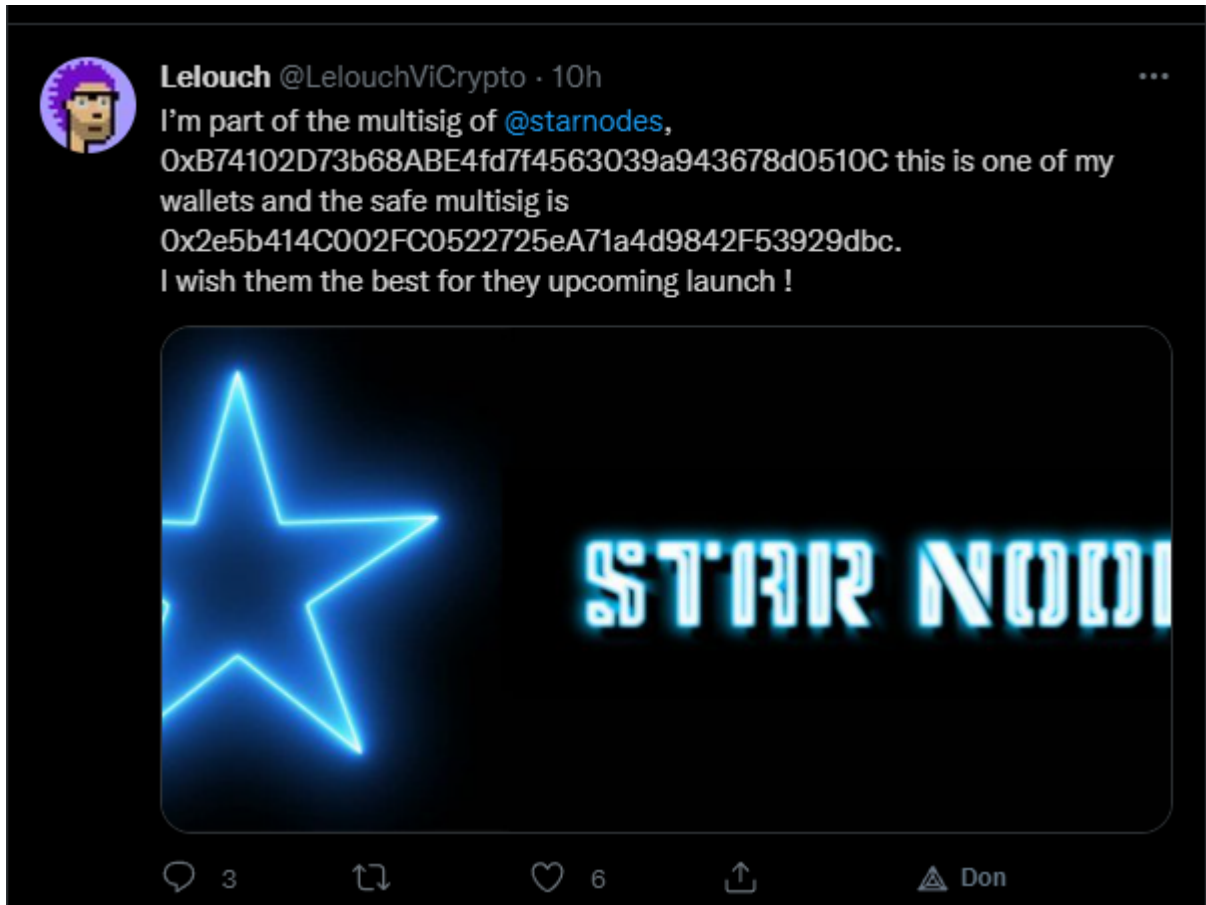 Lelouch @LelouchViCrypto · 10h
I’m part of the multisig of @starnodes,
0xB74102D73b68ABE4fd7f4563039a943678d0510C this is one of my
wallets and the safe multisig is
0x2e5b414C002FC0522725eA71a4d9842F53929dbc.
I wish them the best for they upcoming launch !
STAR NOD
3
6
Don